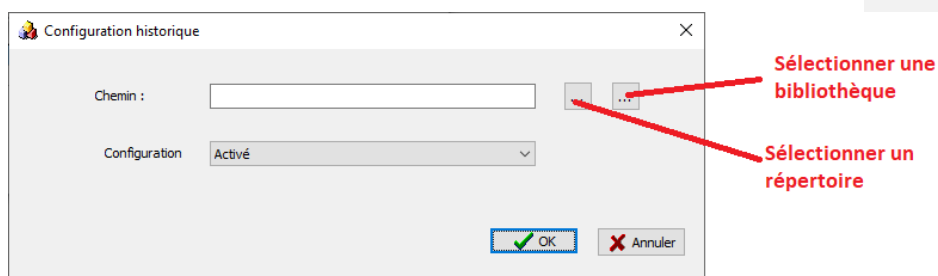 Configuration historique
Sélectionner une
bibliothèque
Chemin :
...
...
Configuration
Activé
Sélectionner un
répertoire
OK
Annuler